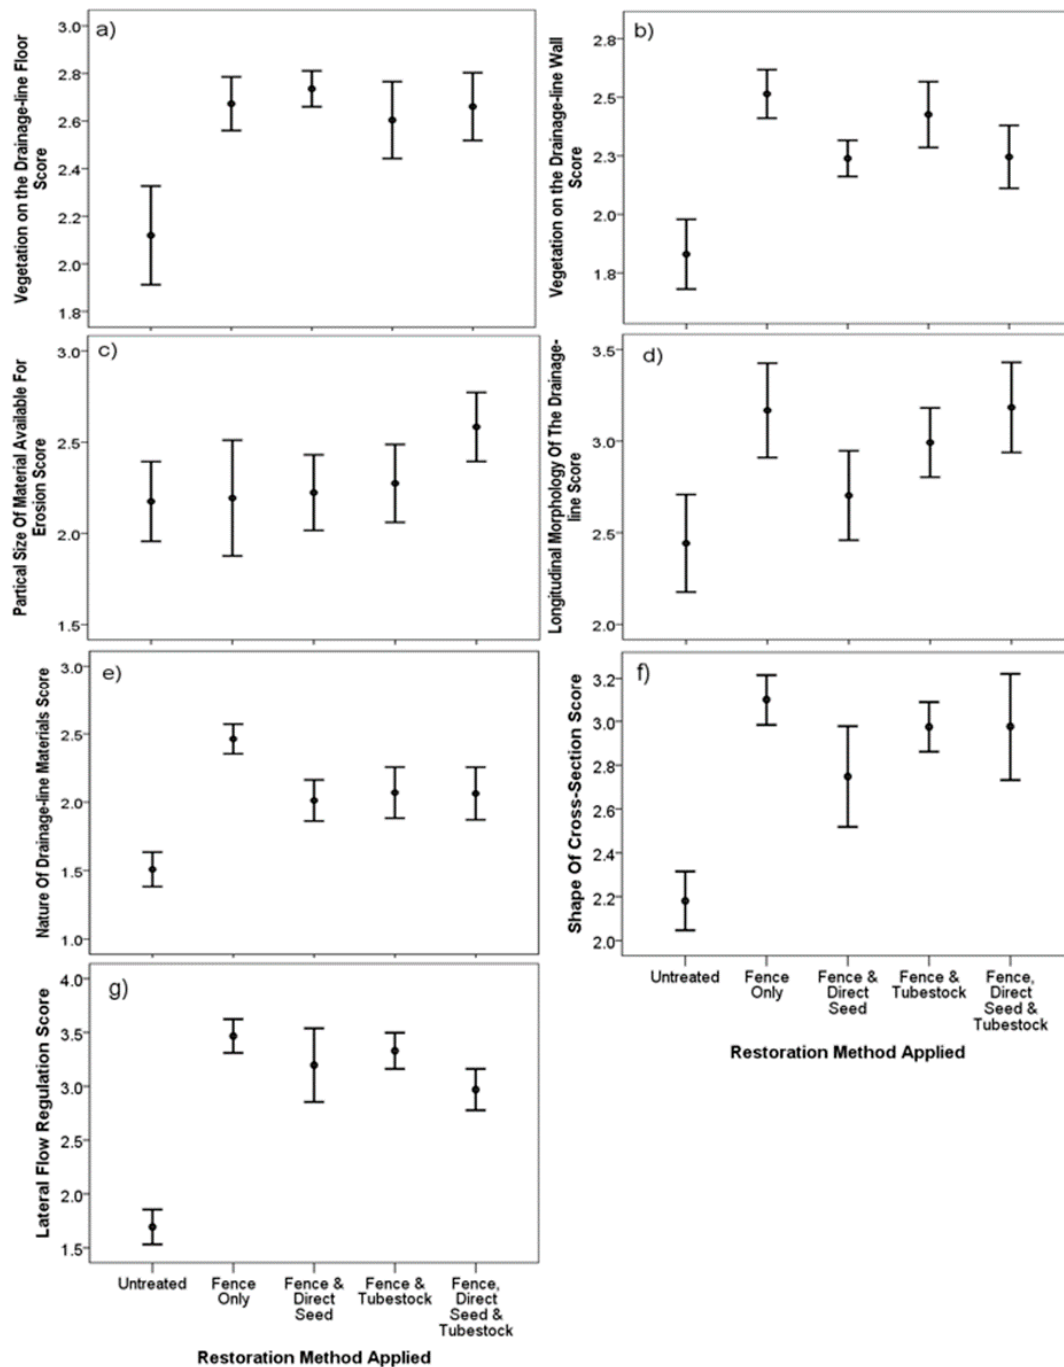 a)
Vegetation on the Drainage-line Floor
Score
3.0
2.8
2.6
2.4
2.2
2.0
1.8
b)
Vegetation on the Drainage-line Wall
Score
2.8
2.5
2.3
2.0
1.8
c)
Partical Size Of Material Available For
Erosion Score
3.0
2.5
2.0
1.5
d)
Longitudinal Morphology Of The Drainage-
line Score
3.5
3.0
2.5
2.0
e)
Nature Of Drainage-line Materials Score
3.0
2.5
2.0
1.5
1.0
f)
Shape Of Cross-Section Score
3.2
3.0
2.8
2.6
2.4
2.2
2.0
Untreated
Fence
Only
Fence &
Direct
Seed
Fence &
Tubestock
Fence,
Direct
Seed &
Tubestock
Restoration Method Applied
g)
Lateral Flow Regulation Score
4.0
3.5
3.0
2.5
2.0
1.5
Untreated
Fence
Only
Fence &
Direct
Seed
Fence &
Tubestock
Fence,
Direct
Seed &
Tubestock
Restoration Method Applied